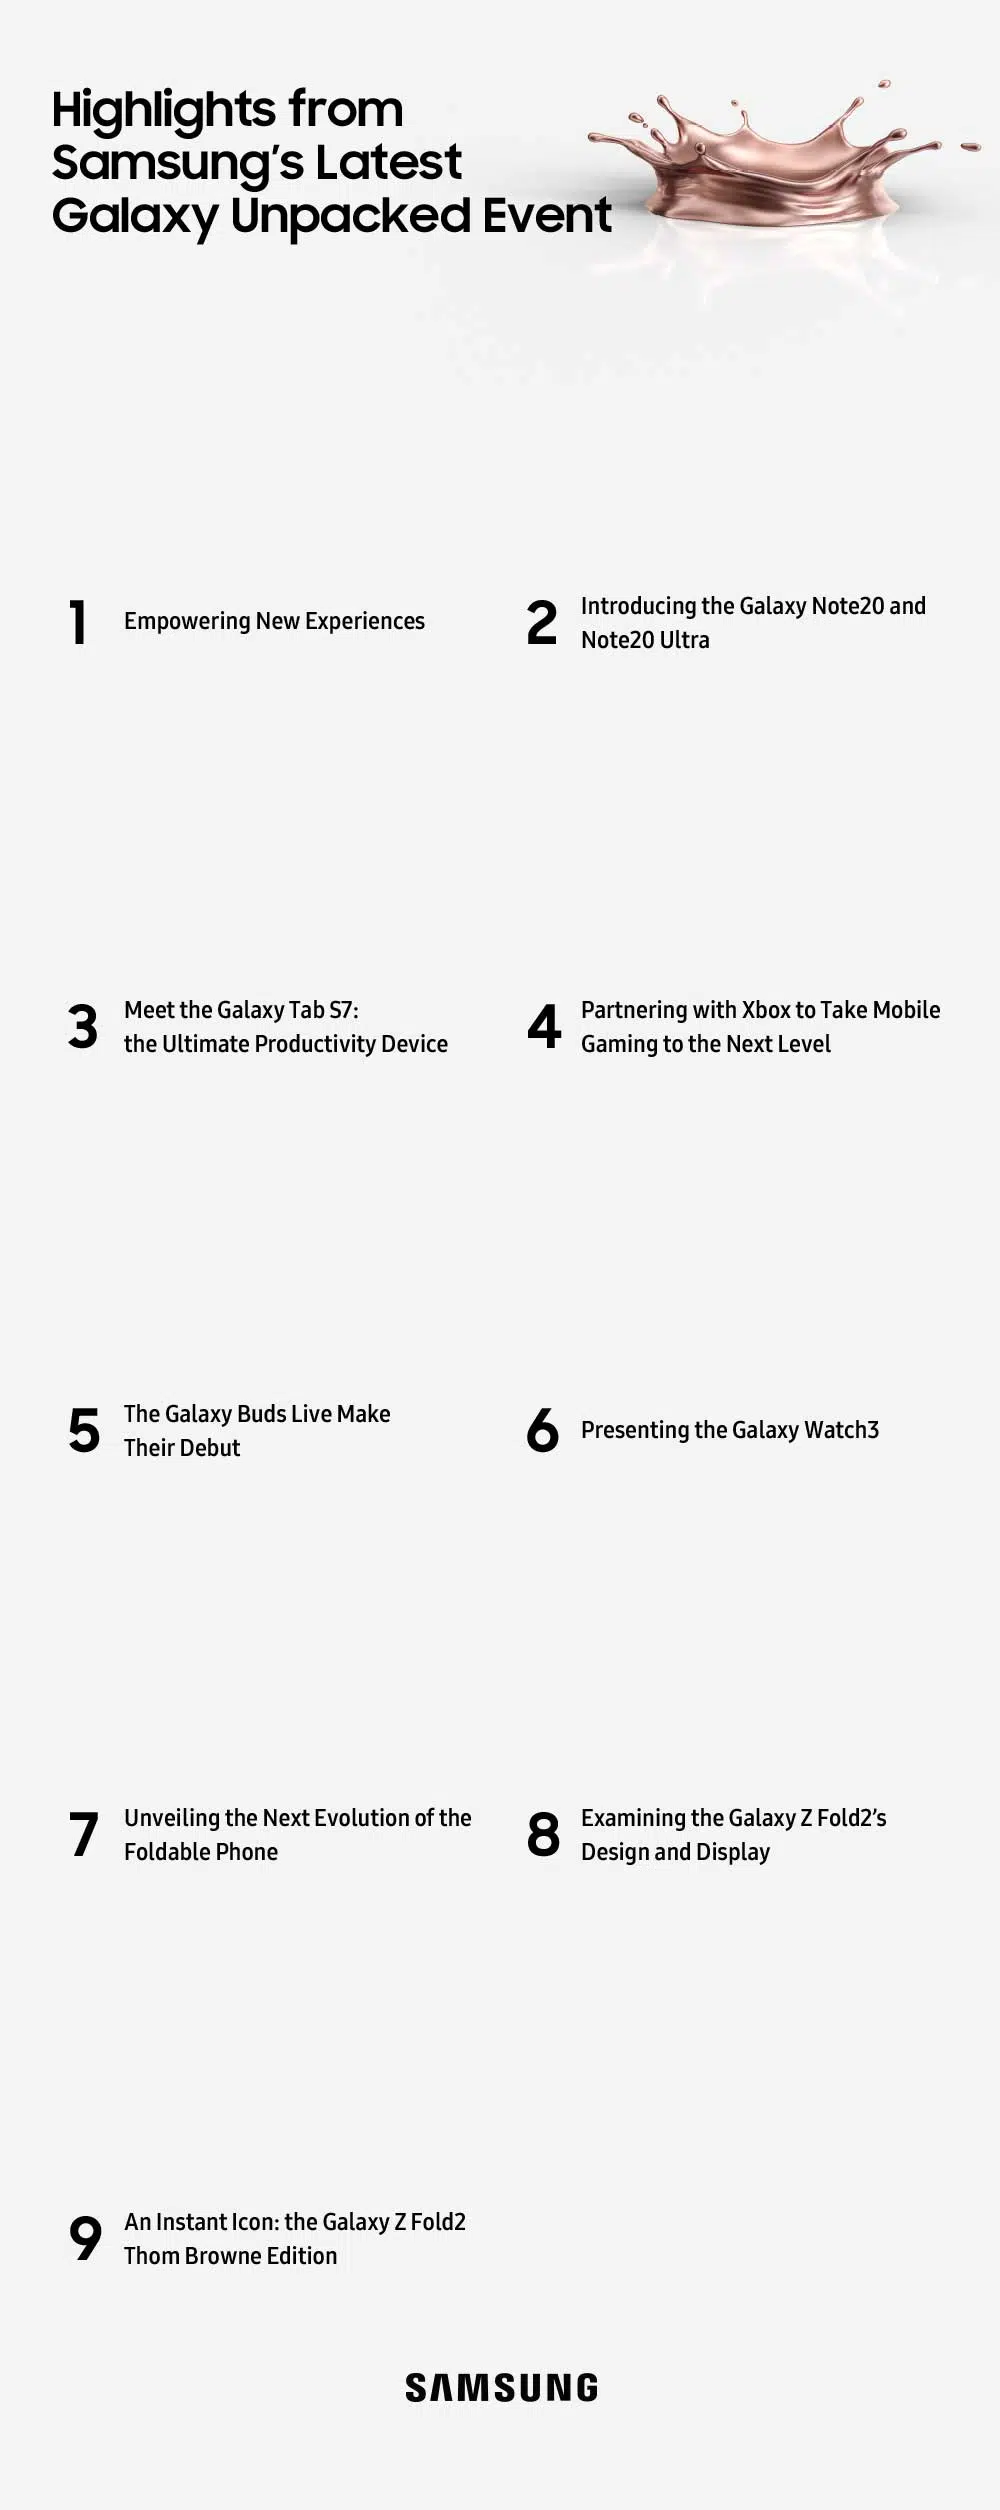 Highlights from
Samsung’s Latest
Galaxy Unpacked Event
1
Empowering New Experiences
2
Introducing the Galaxy Note20 and
Note20 Ultra
3
Meet the Galaxy Tab S7:
the Ultimate Productivity Device
4
Partnering with Xbox to Take Mobile
Gaming to the Next Level
5
The Galaxy Buds Live Make
Their Debut
6
Presenting the Galaxy Watch3
7
Unveiling the Next Evolution of the
Foldable Phone
8
Examining the Galaxy Z Fold2’s
Design and Display
9
An Instant Icon: the Galaxy Z Fold2
Thom Browne Edition
SAMSUNG